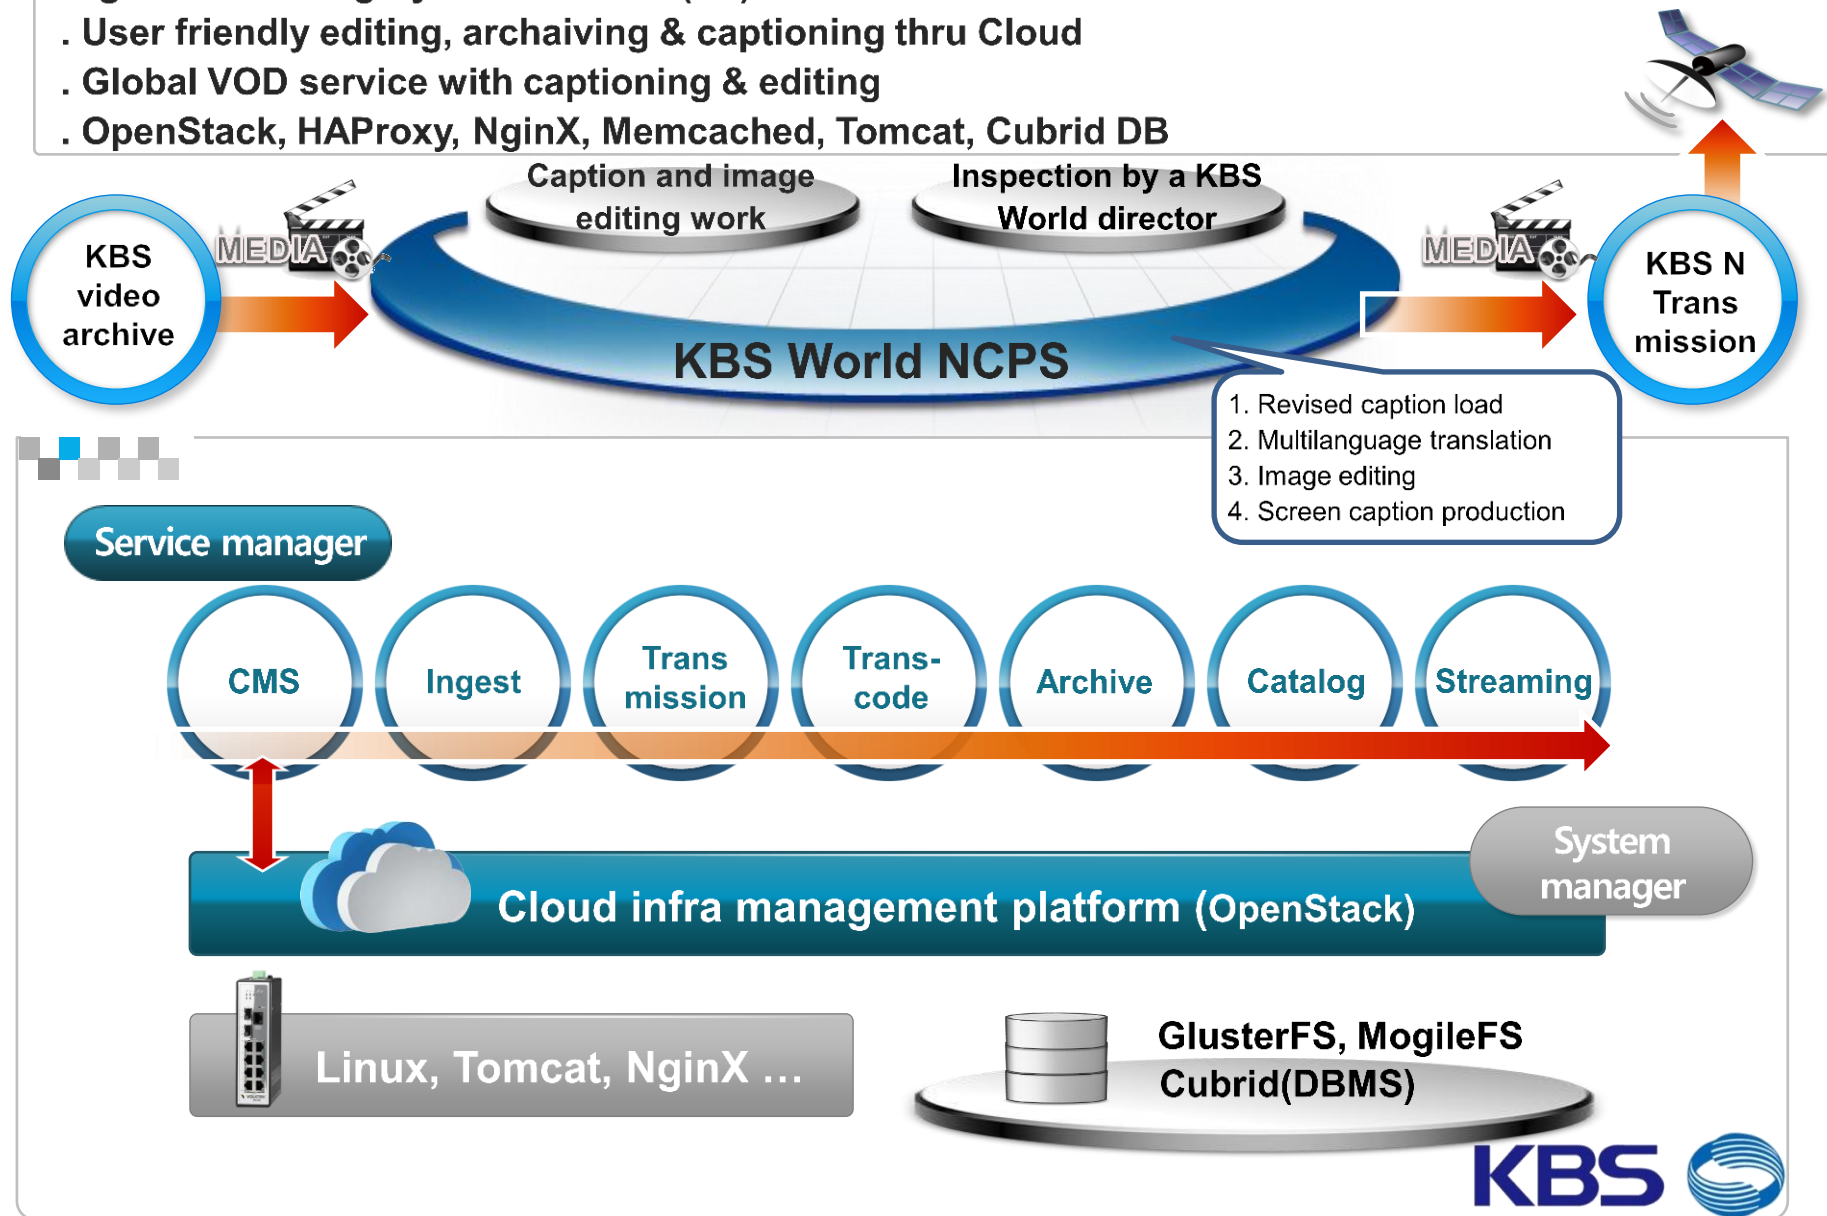 . User friendly editing, archaiving & captioning thru Cloud
. Global VOD service with captioning & editing
. OpenStack, HAProxy, NginX, Memcached, Tomcat, Cubrid DB
Caption and image
editing work
Inspection by a KBS
World director
KBS
video
archive
MEDIA
MEDIA
KBS N
Trans
mission
KBS World NCPS
1. Revised caption load
2. Multilanguage translation
3. Image editing
4. Screen caption production
Service manager
CMS
Ingest
Trans
mission
Trans-
code
Archive
Catalog
Streaming
System
manager
Cloud infra management platform (OpenStack)
Linux, Tomcat, NginX ...
GlusterFS, MogileFS
Cubrid(DBMS)
KBS